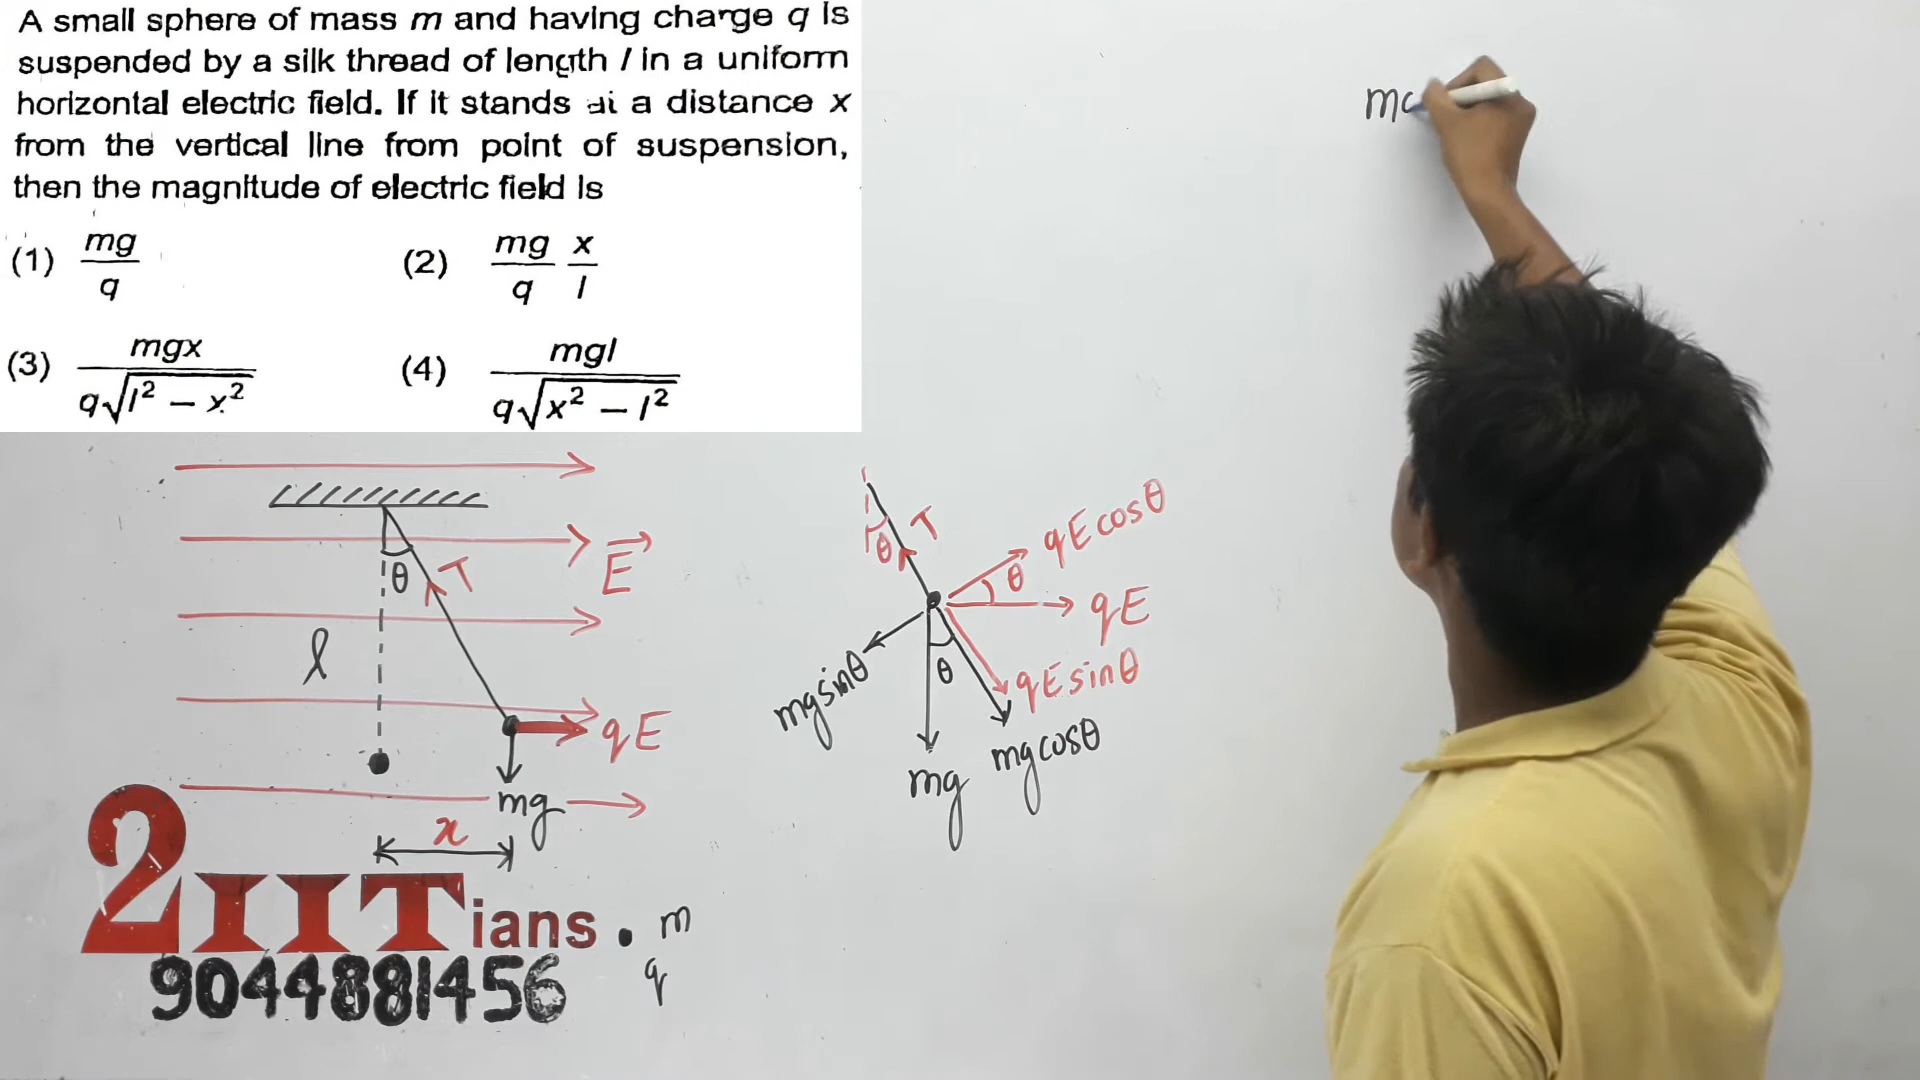 A small sphere of mass m and having charge q is
suspended by a silk thread of length l in a uniform
horizontal electric field. If it stands at a distance x
from the vertical line from point of suspension,
then the magnitude of electric field is
(1) mg/q
(2) mg/q x/l
(3) mgx/q√(l² – x²)
(4) mgl/q√(x² – l²)
θ
T
E
l
qE
mg
x
θ
T
qE cosθ
θ
qE
mg sinθ
θ
qE sinθ
mg cosθ
mg
2IITians.
9044881456
m
q